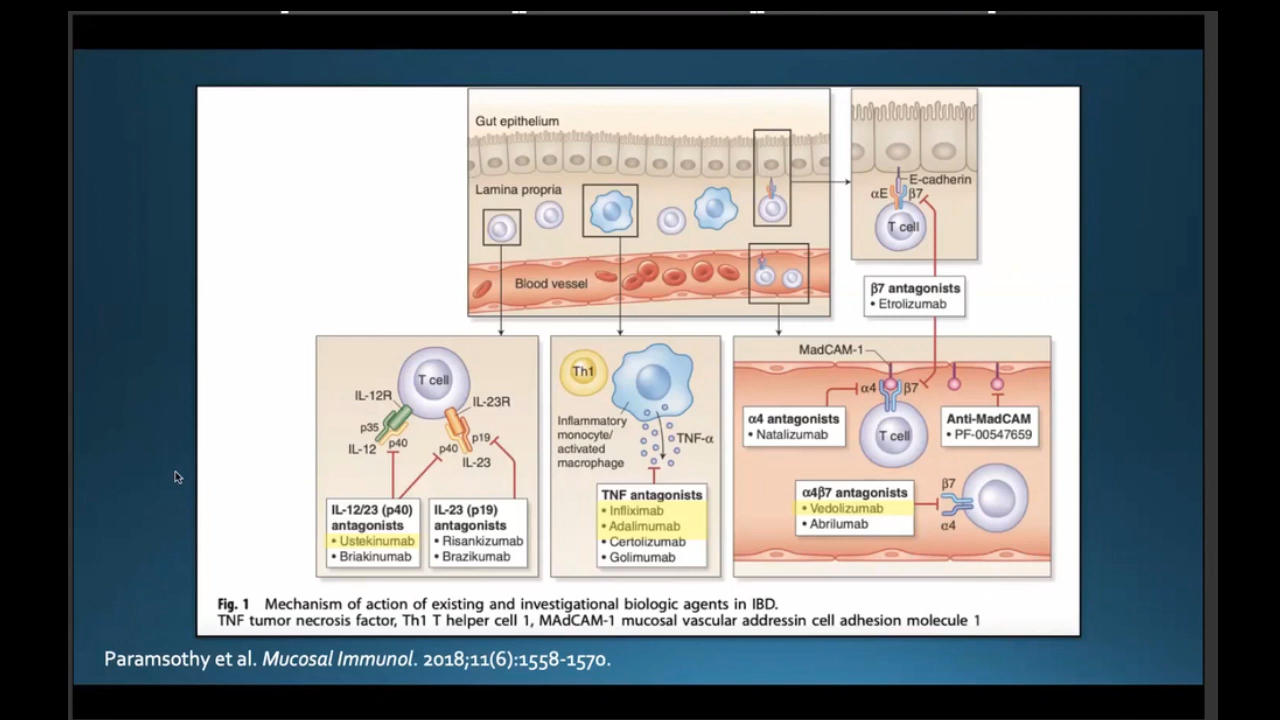 Gut epithelium
Lamina propria
Blood vessel
E-cadherin
αE
β7
T cell
β7 antagonists
• Etrolizumab
T cell
IL-12R
IL-23R
p35
p40
IL-12
p19
p40
IL-23
IL-12/23 (p40)
antagonists
• Ustekinumab
• Briakinumab
IL-23 (p19)
antagonists
• Risankizumab
• Brazikumab
Th1
Inflammatory
monocyte/
activated
macrophage
TNF-α
TNF antagonists
• Infliximab
• Adalimumab
• Certolizumab
• Golimumab
MadCAM-1
α4
β7
T cell
α4 antagonists
• Natalizumab
Anti-MadCAM
• PF-00547659
α4β7 antagonists
• Vedolizumab
• Abrilumab
β7
α4
Fig. 1 Mechanism of action of existing and investigational biologic agents in IBD.
TNF tumor necrosis factor, Th1 T helper cell 1, MAdCAM-1 mucosal vascular addressin cell adhesion molecule 1
Paramsothy et al. Mucosal Immunol. 2018;11(6):1558-1570.